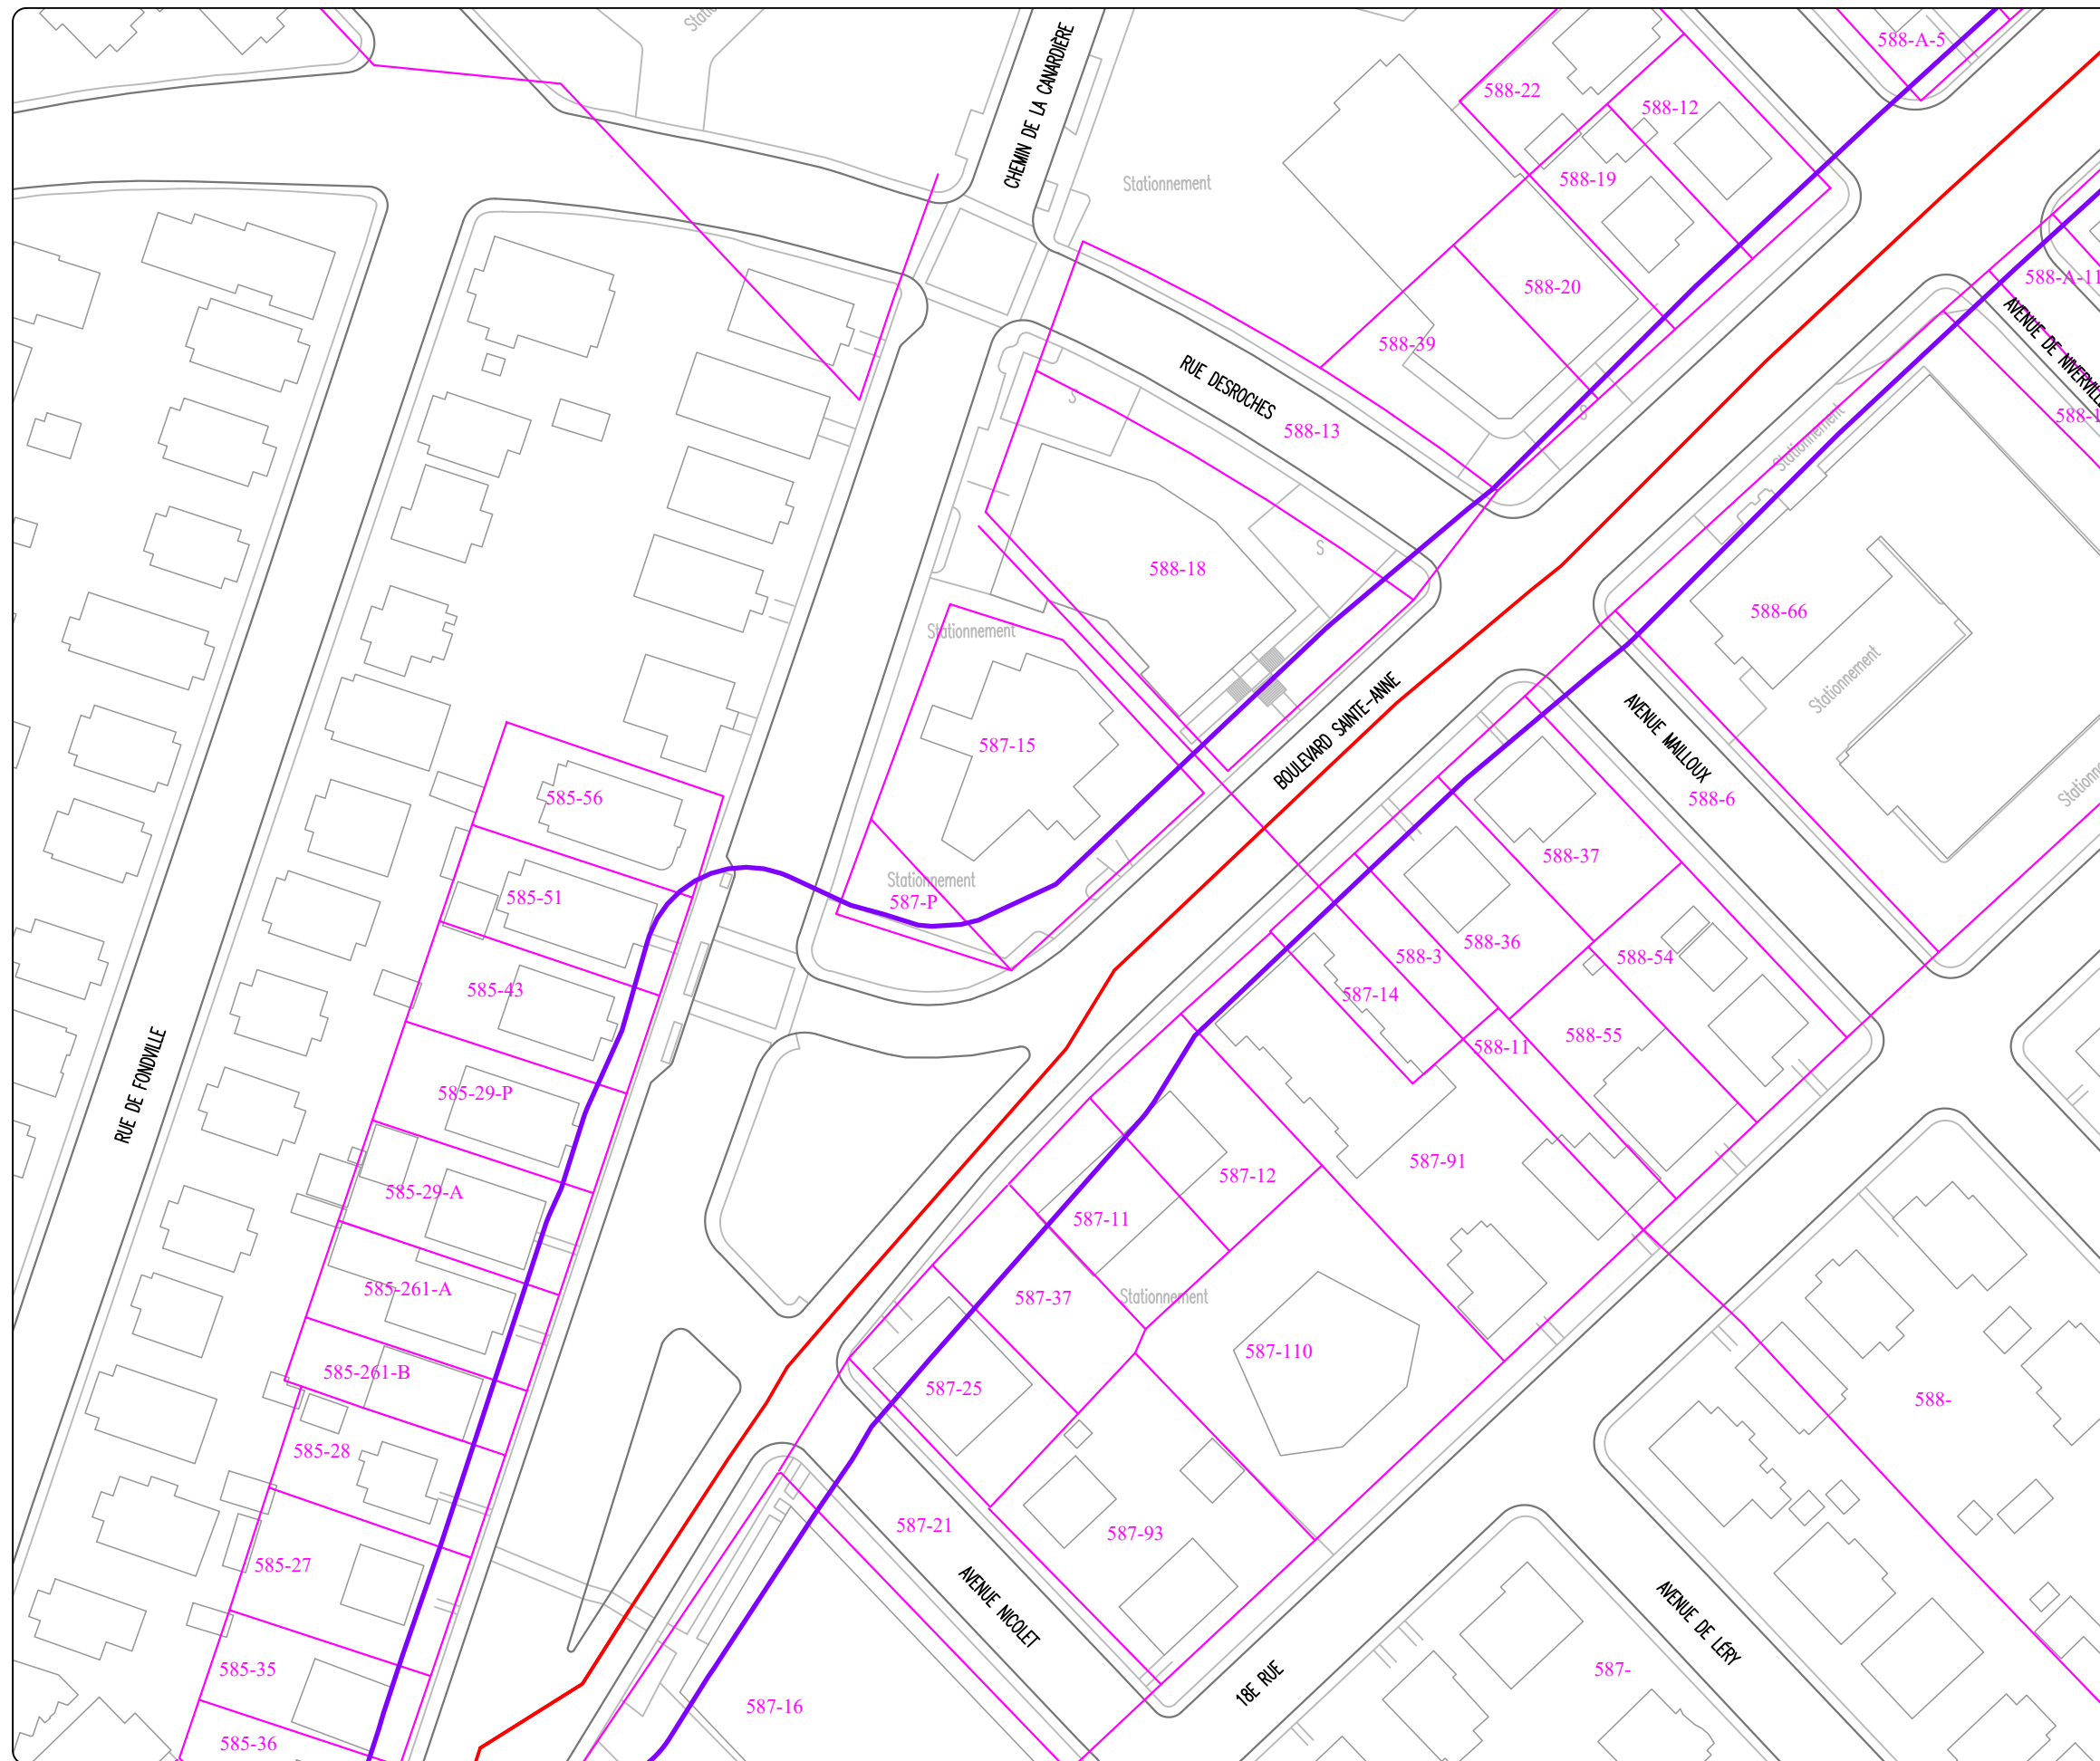 588-A-5
CHEMIN DE LA CANARDIÈRE
588-22
588-12
Stationnement
588-19
588-A-11
588-20
AVENUE DE
588-39
RUE DESROCHES
588-13
S
S
Stationnement
S
588-18
588-66
Stationnement
Stationnement
587-15
BOULEVARD SAINTE-ANNE
AVENUE MAILLOUX
588-6
585-56
588-37
585-51
Stationnement
587-P
588-36
588-3
588-54
585-43
587-14
588-55
588-11
RUE DE FONDVILLE
585-29-P
587-91
587-12
585-29-A
587-11
585-261-A
587-37
Stationnement
587-110
585-261-B
587-25
588-
585-28
587-21
587-93
585-27
AVENUE NICOLET
AVENUE DE LÉRY
585-35
18E RUE
587-
587-16
585-36